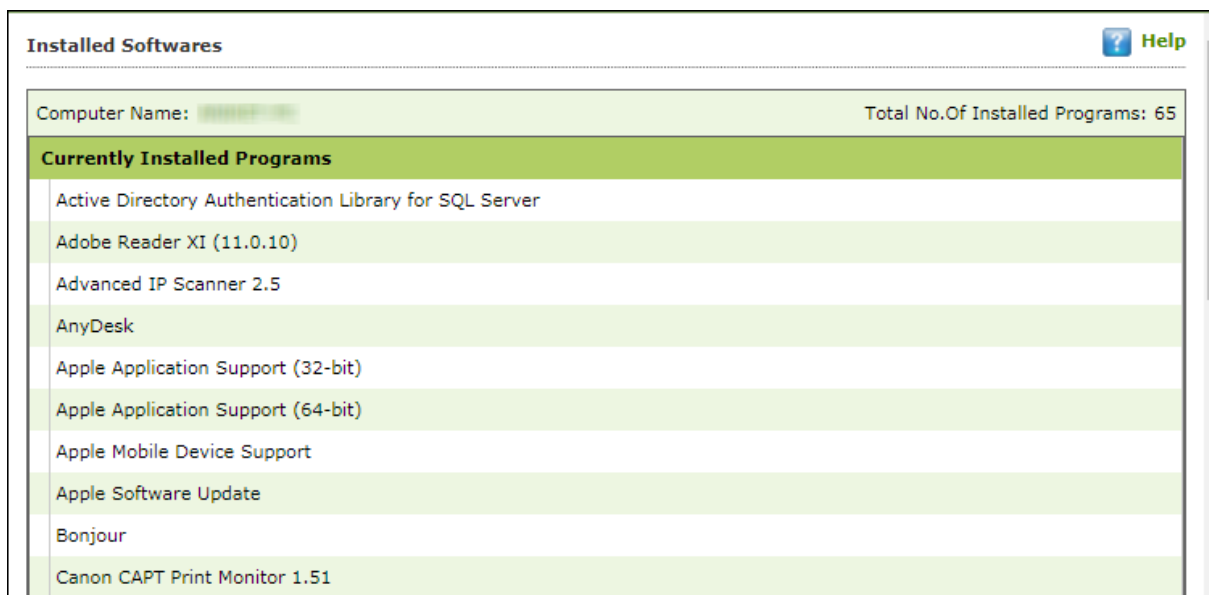 Installed Softwares
Help
Computer Name:
Total No.Of Installed Programs: 65
Currently Installed Programs
Active Directory Authentication Library for SQL Server
Adobe Reader XI (11.0.10)
Advanced IP Scanner 2.5
AnyDesk
Apple Application Support (32-bit)
Apple Application Support (64-bit)
Apple Mobile Device Support
Apple Software Update
Bonjour
Canon CAPT Print Monitor 1.51